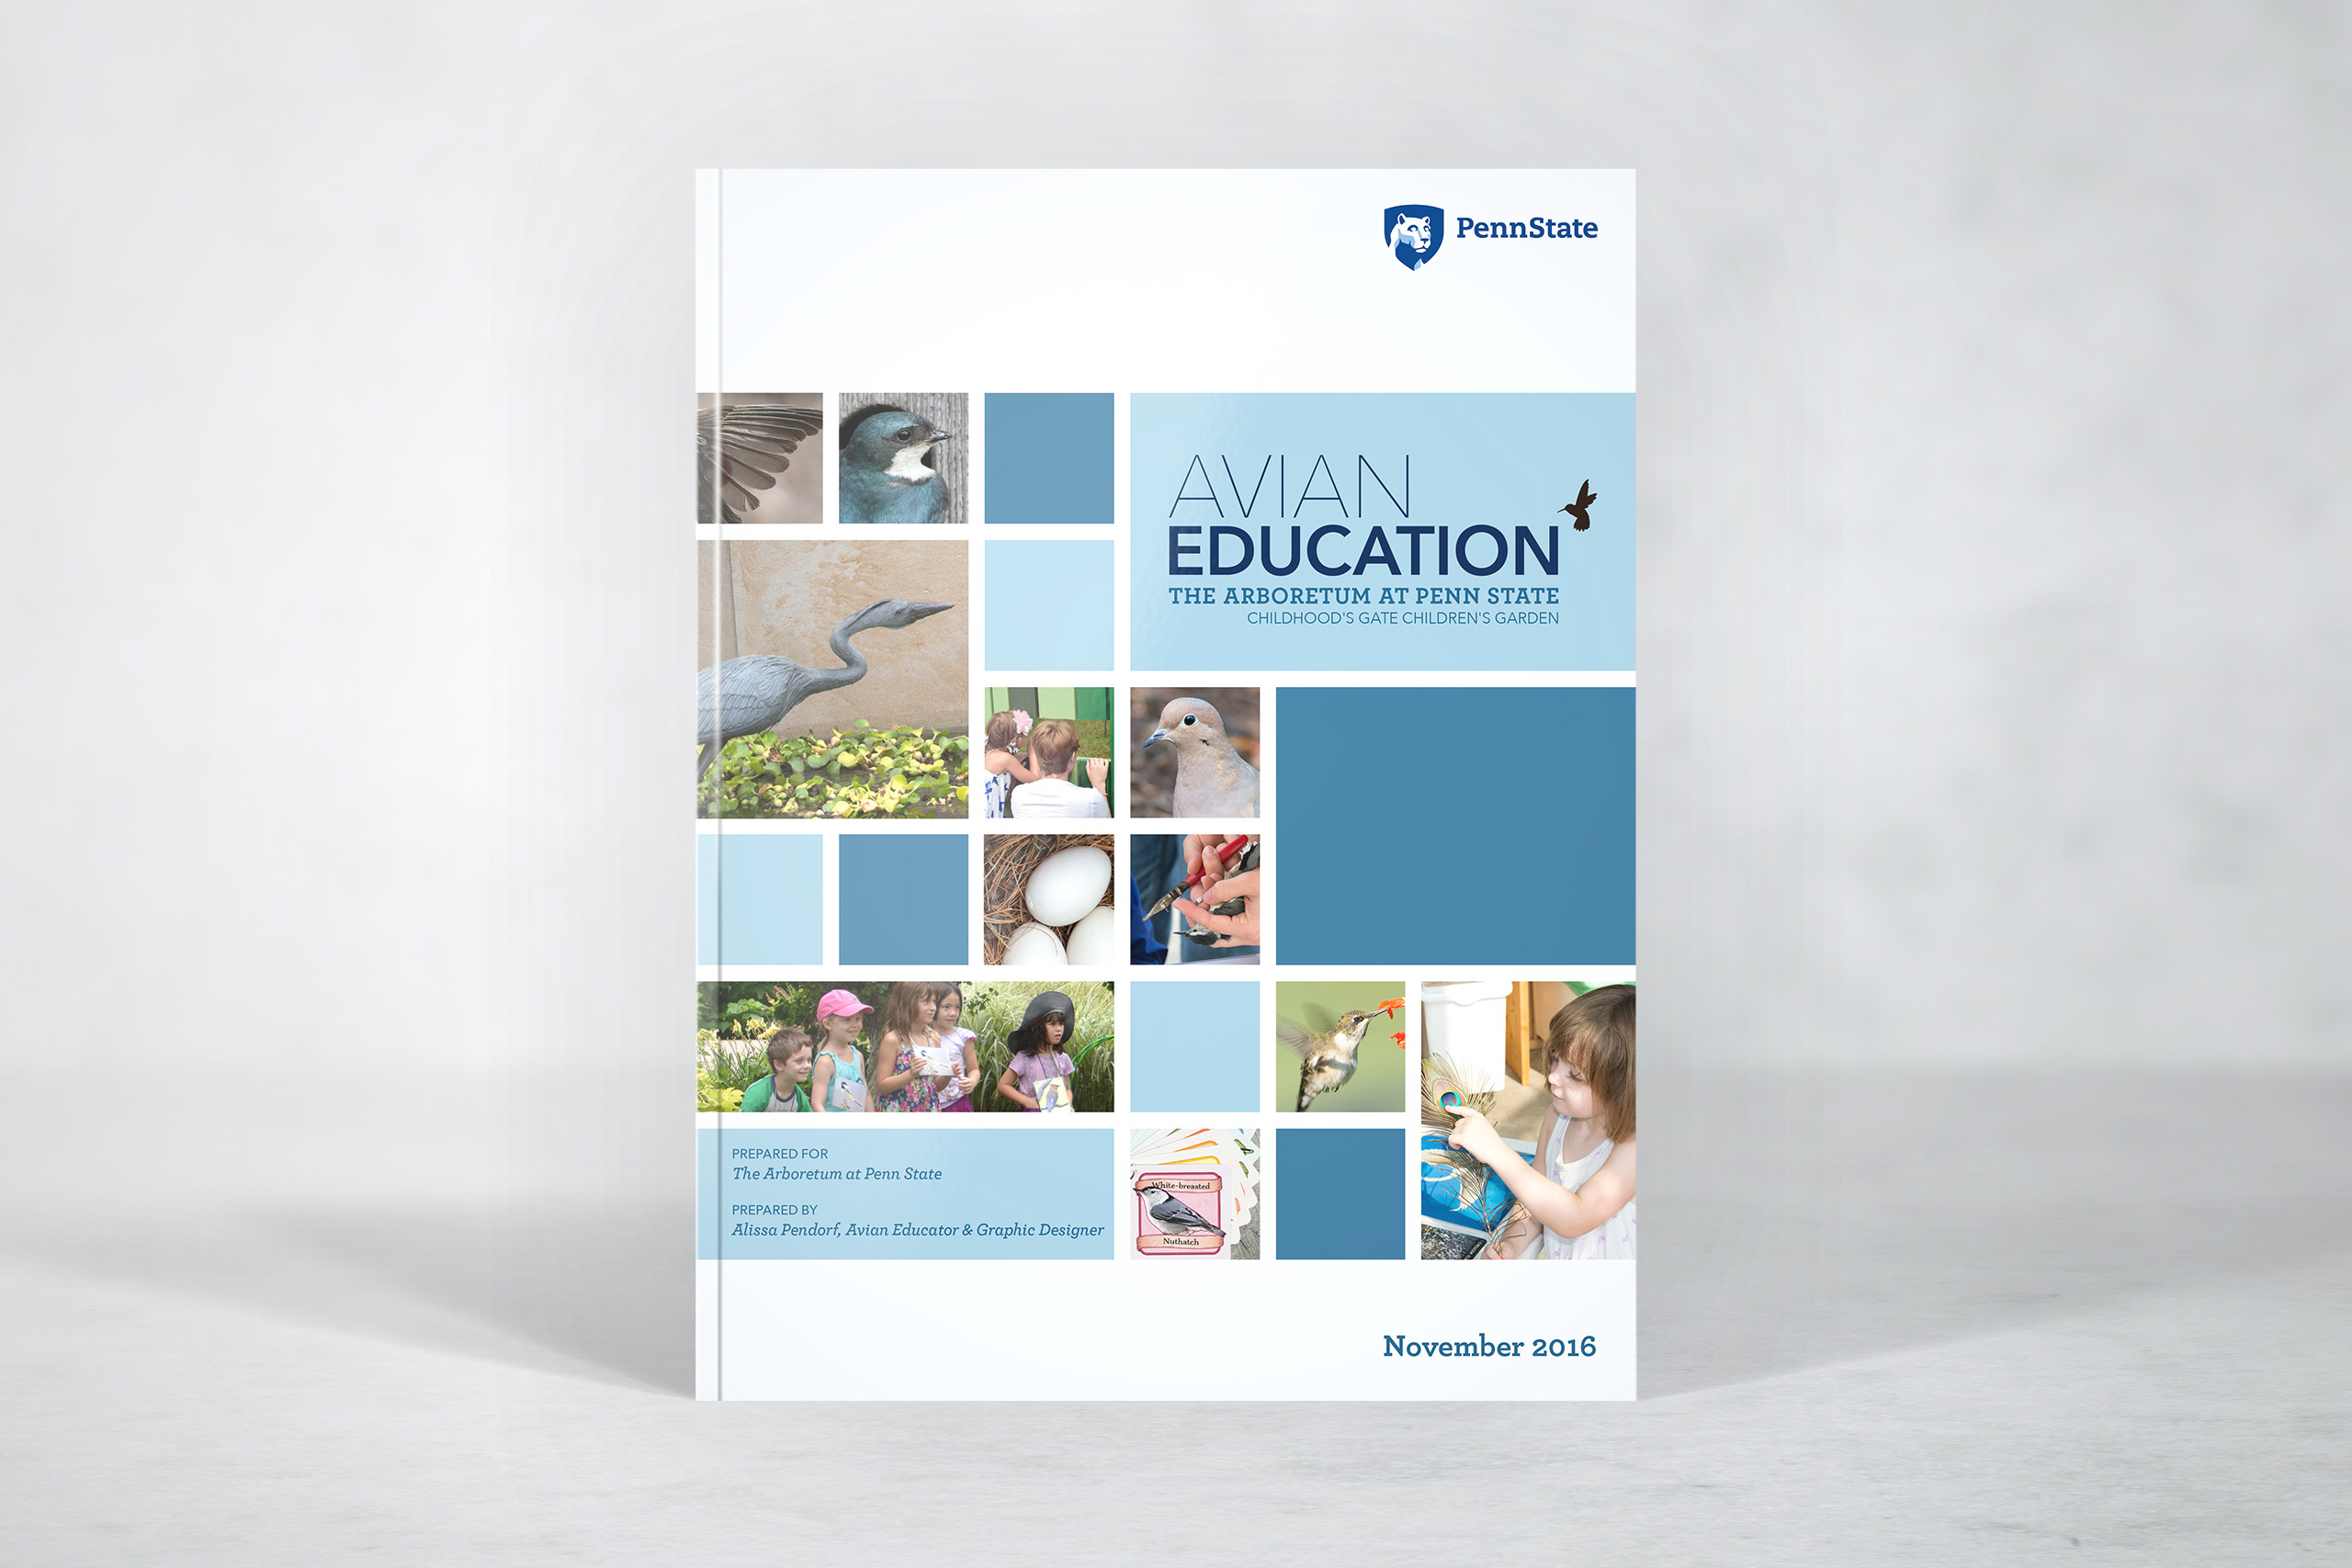 PennState
AVIAN
EDUCATION
THE ARBORETUM AT PENN STATE
CHILDHOOD'S GATE CHILDREN'S GARDEN
PREPARED FOR
The Arboretum at Penn State
PREPARED BY
Alissa Pendorf, Avian Educator & Graphic Designer
White-breasted
Nuthatch
November 2016